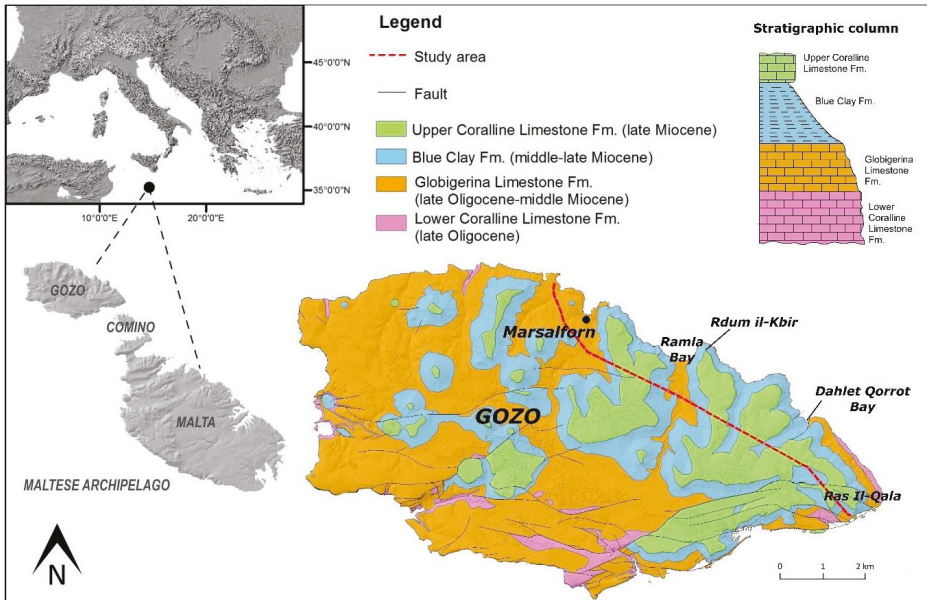 Legend
Study area
Fault
Upper Coralline Limestone Fm. (late Miocene)
Blue Clay Fm. (middle-late Miocene)
Globigerina Limestone Fm.
(late Oligocene-middle Miocene)
Lower Coralline Limestone Fm.
(late Oligocene)
Stratigraphic column
Upper Coralline
Limestone Fm.
Blue Clay Fm.
Globigerina
Limestone
Fm.
Lower
Coralline
Limestone
Fm.
45°0'0"N
40°0'0"N
35°0'0"N
10°0'0"E
20°0'0"E
GOZO
COMINO
MALTA
MALTESE ARCHIPELAGO
N
Marsalforn
Ramla
Bay
Rdum il-Kbir
Dahlet Qorrot
Bay
GOZO
Ras Il-Qala
0 1 2 km